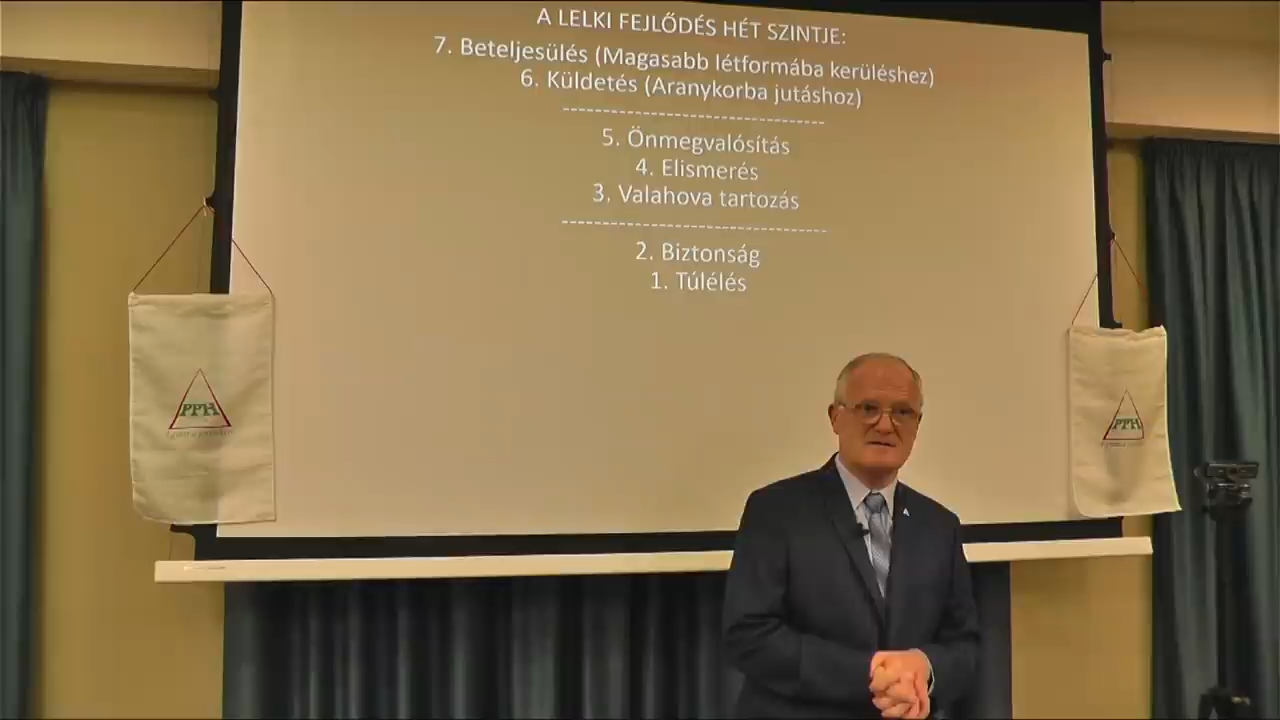 A LELKI FEJLŐDÉS HÉT SZINTJE:
7. Beteljesülés (Magasabb létformába kerüléshez)
6. Küldetés (Aranykorba jutáshoz)
---------------------------------
5. Önmegvalósítás
4. Elismerés
3. Valahova tartozás
---------------------------------
2. Biztonság
1. Túlélés
PPH
PPH